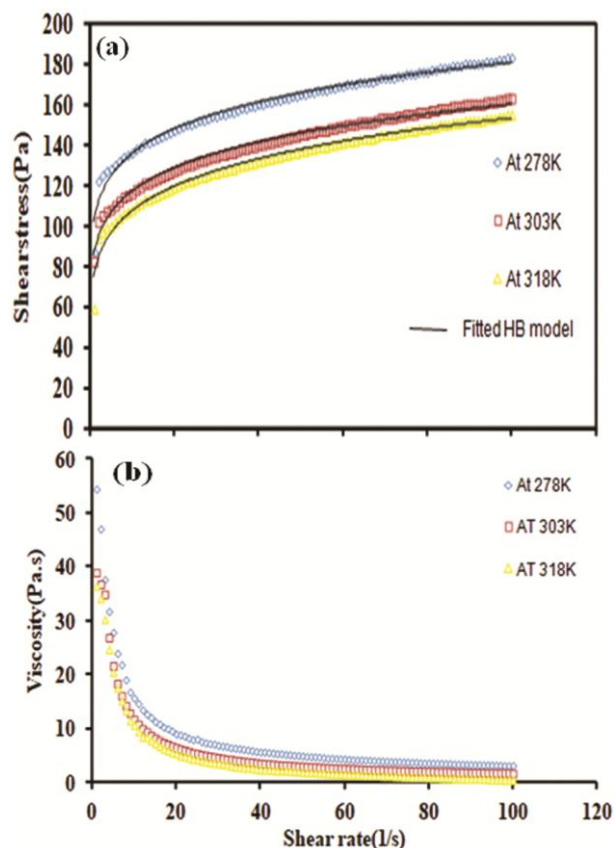 (a)
Shearstress(Pa)
200
180
160
140
120
100
80
60
40
20
0
At 278K
At 303K
At 318K
Fitted HB model
(b)
Viscosity(Pa.s)
60
50
40
30
20
10
0
At 278K
AT 303K
AT 318K
0
20
40
60
80
100
120
Shear rate(1/s)